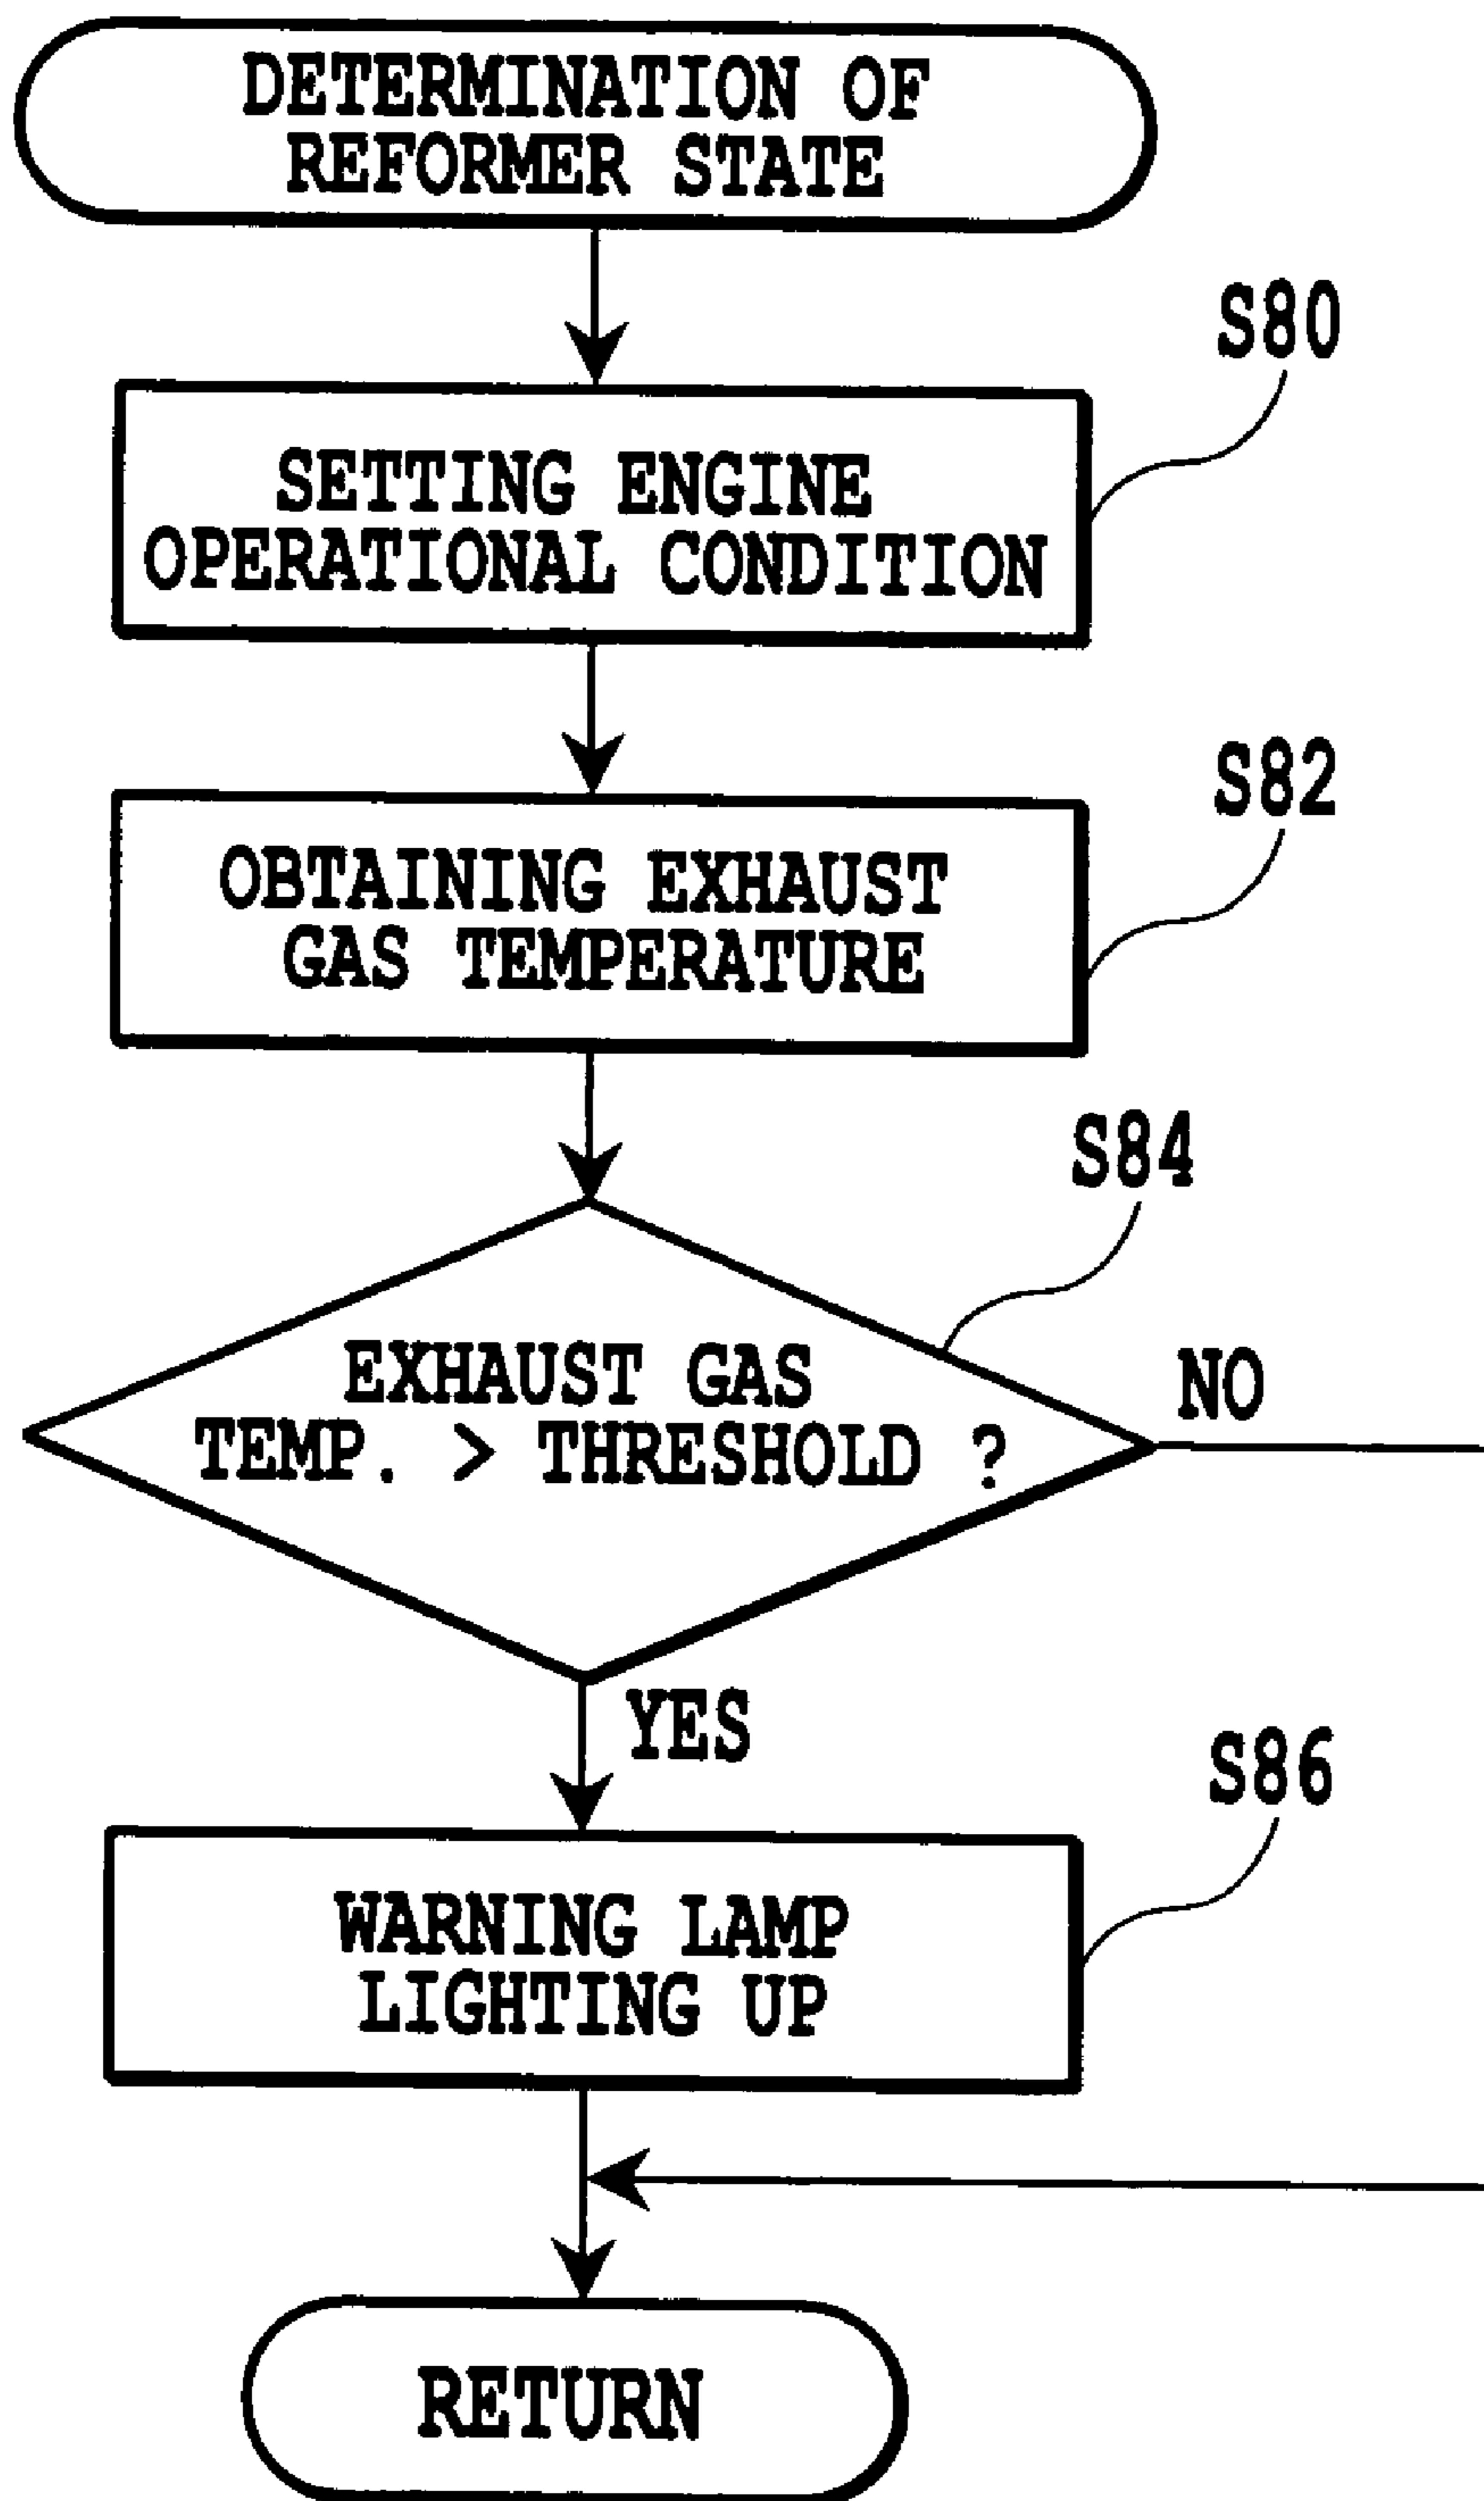 DETERMINATION OF
REFORMER STATE
S80
SETTING ENGINE
OPERATIONAL CONDITION
S82
OBTAINING EXHAUST
GAS TEMPERATURE
S84
EXHAUST GAS
TEMP. > THRESHOLD ?
NO
YES
S86
WARNING LAMP
LIGHTING UP
RETURN